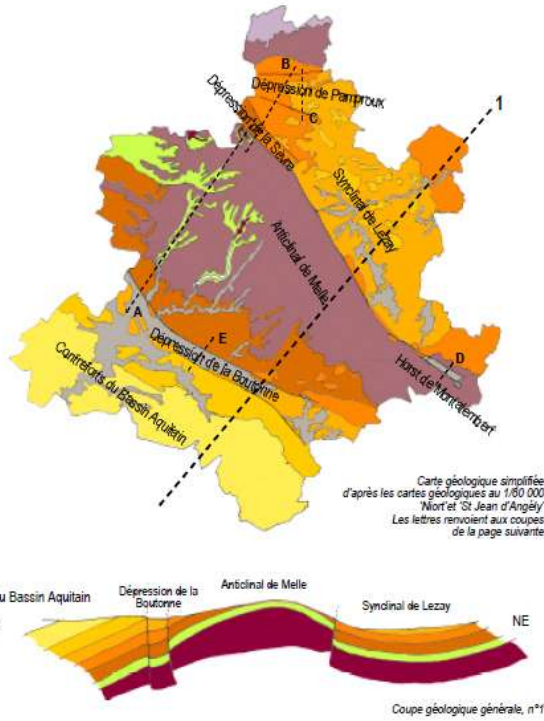 B
Dépression de Pamproux
C
1
Dépression de la Sèvre
Synclinal de Lezay
Anticlinal de Melle
A
E
Dépression de la Boutonne
D
Contreforts du Bassin Aquitain
Horst de Montalembert
Carte géologique simplifiée
d'après les cartes géologiques au 1/60 000
'Niort'et 'St Jean d'Angély'
Les lettres renvoient aux coupes
de la page suivante
u Bassin Aquitain
Dépression de la
Boutonne
Anticlinal de Melle
Synclinal de Lezay
NE
Coupe géologique générale, n°1